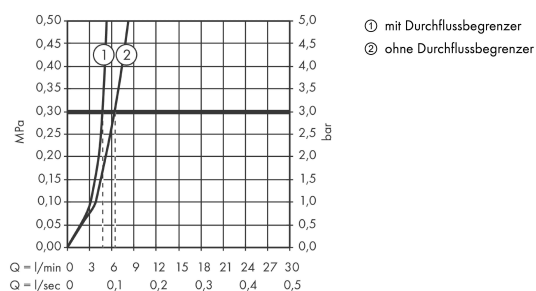 0,50 5,0
0,45 4,5
0,40 4,0
0,35 3,5
0,30 3,0
0,25 2,5
0,20 2,0
0,15 1,5
0,10 1,0
0,05 0,5
0,00 0,0
MPa
bar
1 2
① mit Durchflussbegrenzer
② ohne Durchflussbegrenzer
Q = l/min 0 3 6 9 12 15 18 21 24 27 30
Q = l/sec 0 0,1 0,2 0,3 0,4 0,5